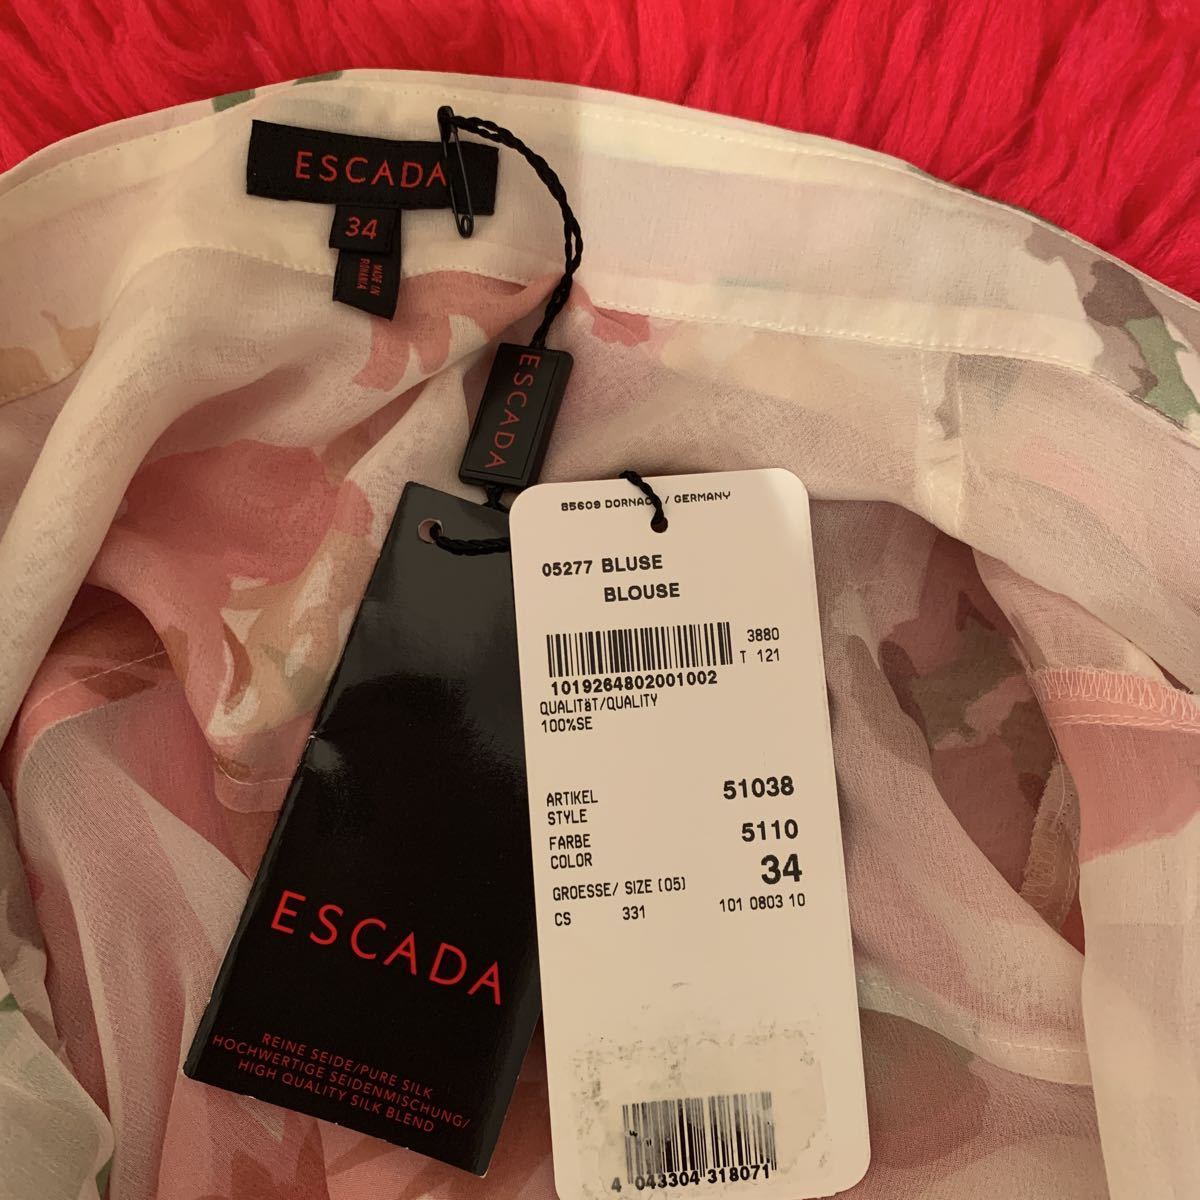 ESCADA
34
MADE IN
ROMANIA
ESCADA
ESCADA
REINE SEIDE/PURE SILK
HOCHWERTIGE SEIDENMISCHUNG/
HIGH QUALITY SILK BLEND
85609 DORNACH / GERMANY
05277 BLUSE
BLOUSE
3880
T 121
1019264802001002
QUALITäT/QUALITY
100%SE
ARTIKEL 51038
STYLE
FARBE 5110
COLOR
GROESSE/ SIZE (05) 34
CS 331 101 0803 10
4 043304 318071